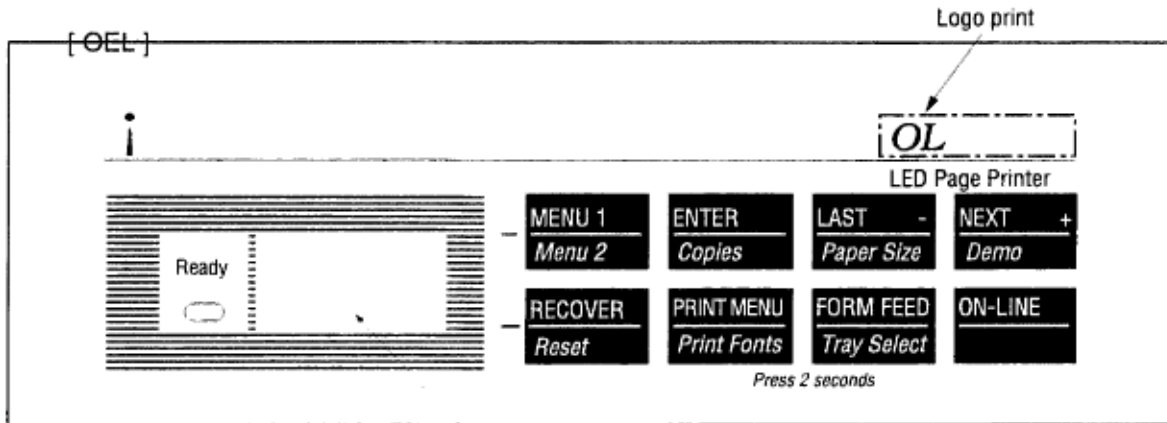 Logo print
[ OEL ]
i
OL
LED Page Printer
MENU 1 ENTER LAST - NEXT +
Menu 2 Copies Paper Size Demo
Ready
RECOVER PRINT MENU FORM FEED ON-LINE
Reset Print Fonts Tray Select
Press 2 seconds